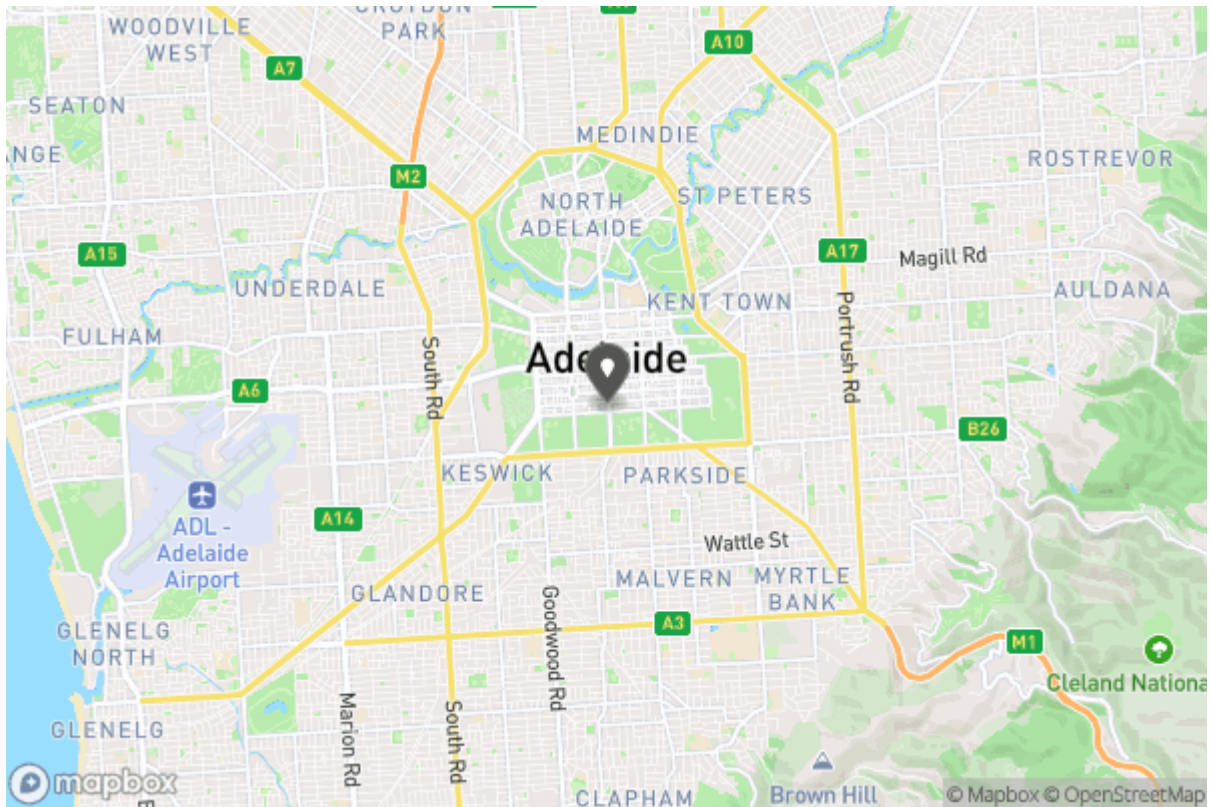 CROYDON
PARK
WOODVILLE
WEST
A7
A10
SEATON
MEDINDIE
ANGE
ROSTREVOR
M2
ST PETERS
NORTH
ADELAIDE
A15
A17
Magill Rd
UNDERDALE
KENT TOWN
AULDANA
FULHAM
South Rd
Portrush Rd
A6
B26
KESWICK
PARKSIDE
ADL -
Adelaide
Airport
A14
Wattle St
GLANDORE
MALVERN
MYRTLE
BANK
Goodwood Rd
A3
GLENELG
NORTH
M1
Cleland Nationa
GLENELG
Marion Rd
South Rd
mapbox
CLAPHAM
Brown Hill
© Mapbox © OpenStreetMap